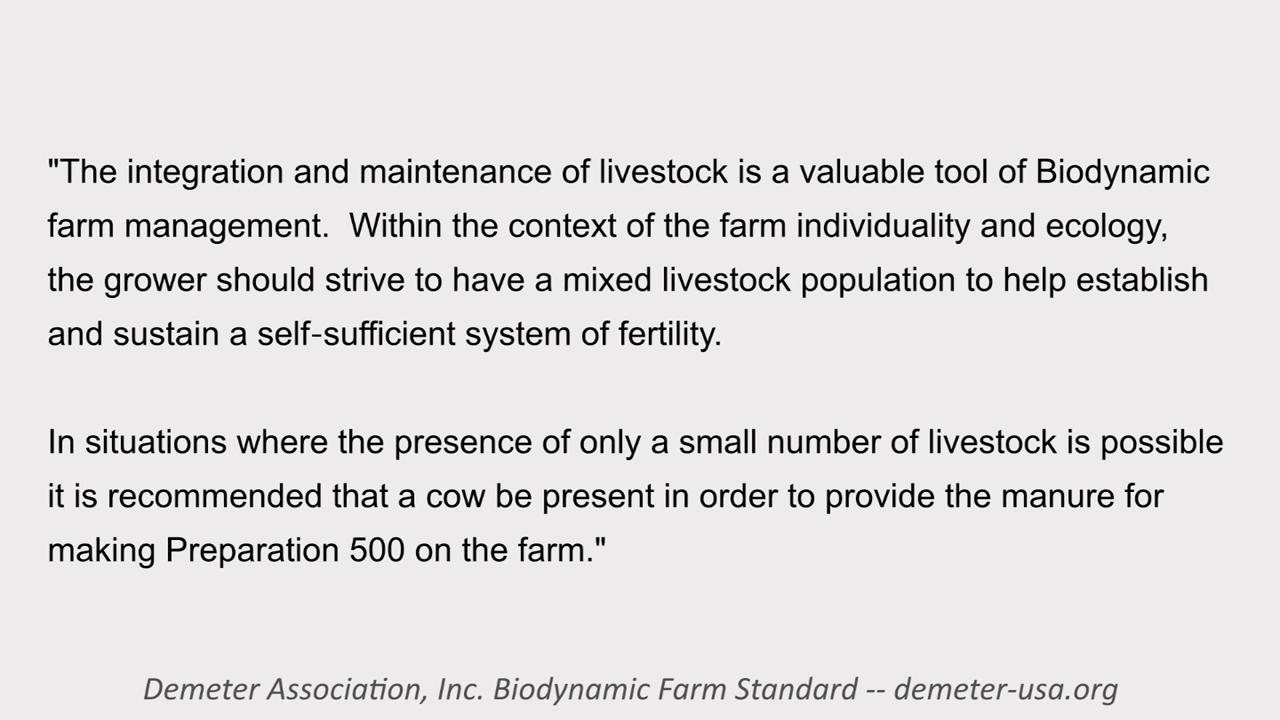 "The integration and maintenance of livestock is a valuable tool of Biodynamic
farm management.  Within the context of the farm individuality and ecology,
the grower should strive to have a mixed livestock population to help establish
and sustain a self-sufficient system of fertility.
In situations where the presence of only a small number of livestock is possible
it is recommended that a cow be present in order to provide the manure for
making Preparation 500 on the farm."
Demeter Association, Inc. Biodynamic Farm Standard -- demeter-usa.org